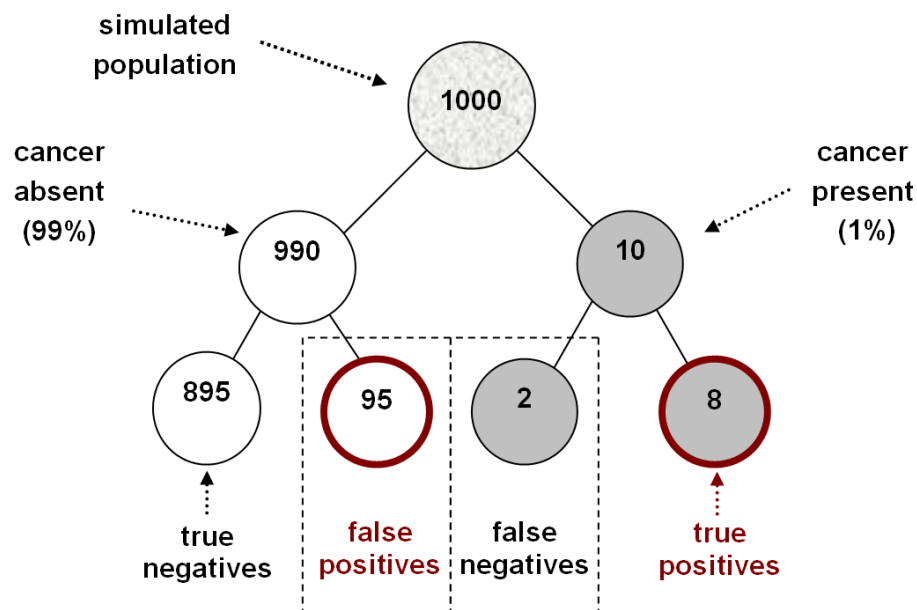 simulated
population
1000
cancer
absent
(99%)
cancer
present
(1%)
990
10
895
95
2
8
true
negatives
false
positives
false
negatives
true
positives